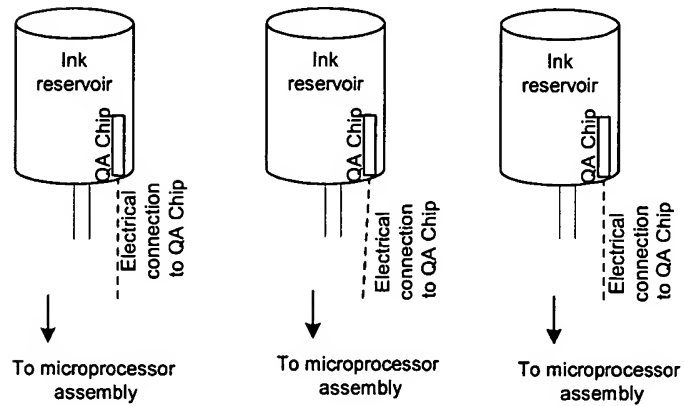 Ink
reservoir
QA Chip
Electrical
connection
to QA Chip
To microprocessor
assembly
Ink
reservoir
QA Chip
Electrical
connection
to QA Chip
To microprocessor
assembly
Ink
reservoir
QA Chip
Electrical
connection
to QA Chip
To microprocessor
assembly